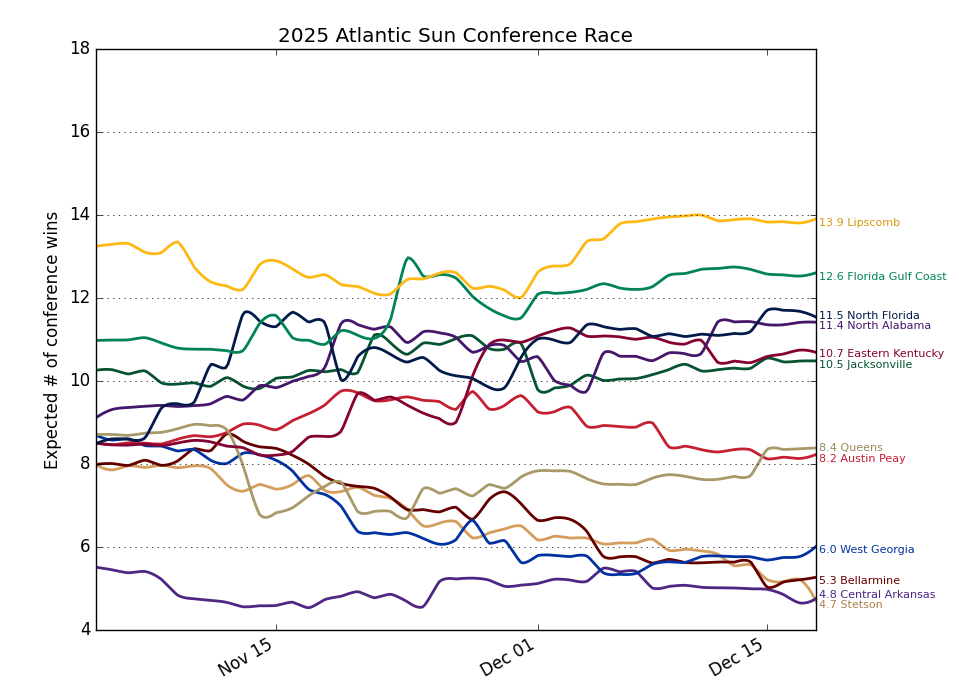 2025 Atlantic Sun Conference Race
Expected # of conference wins
18
16
14
12
10
8
6
4
13.9 Lipscomb
12.6 Florida Gulf Coast
11.5 North Florida
11.4 North Alabama
10.7 Eastern Kentucky
10.5 Jacksonville
8.4 Queens
8.2 Austin Peay
6.0 West Georgia
5.3 Bellarmine
4.8 Central Arkansas
4.7 Stetson
Nov 15
Dec 01
Dec 15